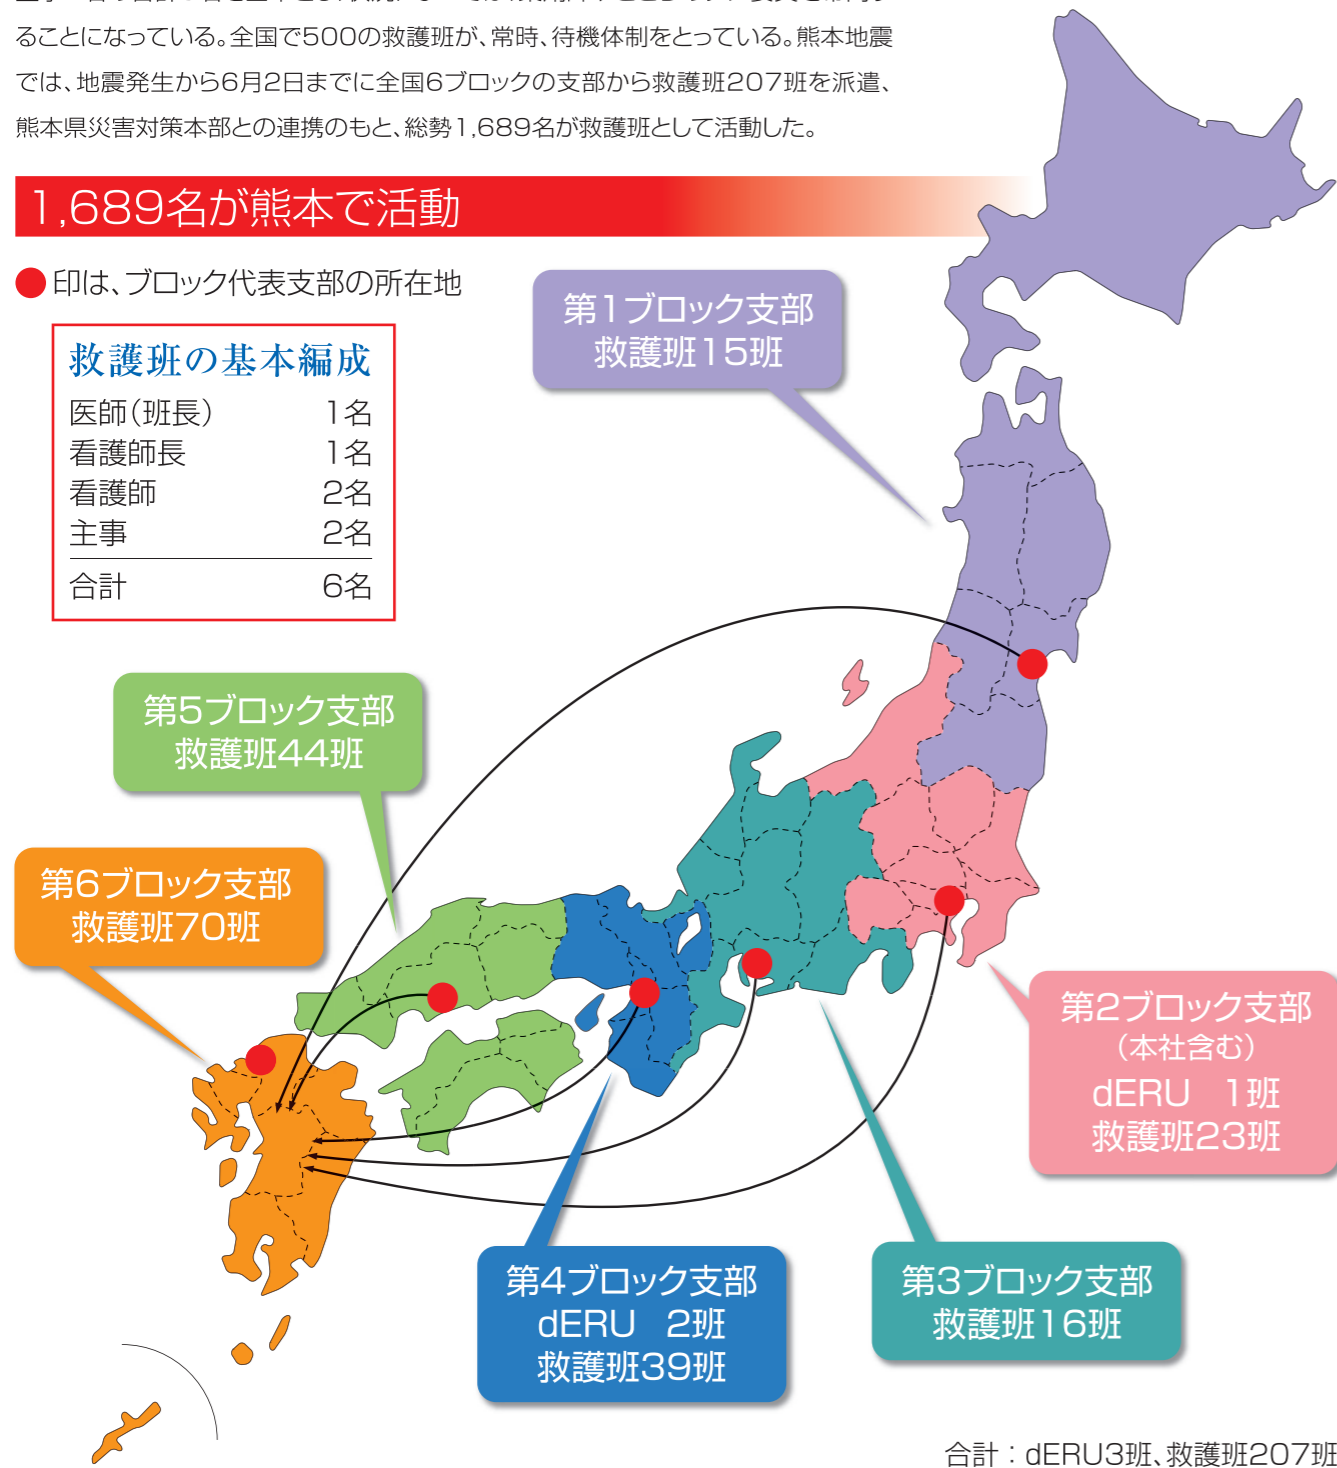 ることになっている。全国で500の救護班が、常時、待機体制をとっている。熊本地震
では、地震発生から6月2日までに全国6ブロックの支部から救護班207班を派遣、
熊本県災害対策本部との連携のもと、総勢1,689名が救護班として活動した。
1,689名が熊本で活動
●印は、ブロック代表支部の所在地
救護班の基本編成
医師(班長) 1名
看護師長 1名
看護師 2名
主事 2名
合計 6名
第1ブロック支部
救護班15班
第5ブロック支部
救護班44班
第6ブロック支部
救護班70班
第2ブロック支部
(本社含む)
dERU 1班
救護班23班
第4ブロック支部
dERU 2班
救護班39班
第3ブロック支部
救護班16班
合計：dERU3班、救護班207班